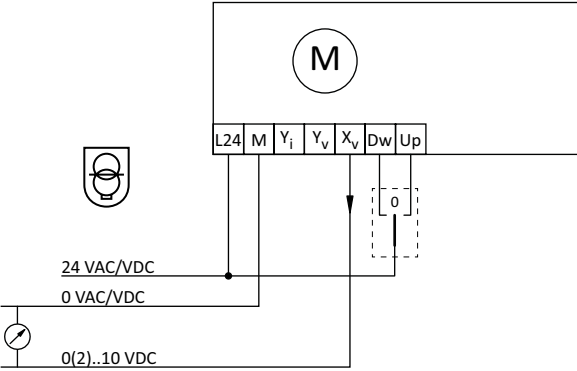 M
L24 M Yi Yv Xv Dw Up
0
24 VAC/VDC
0 VAC/VDC
0(2)..10 VDC